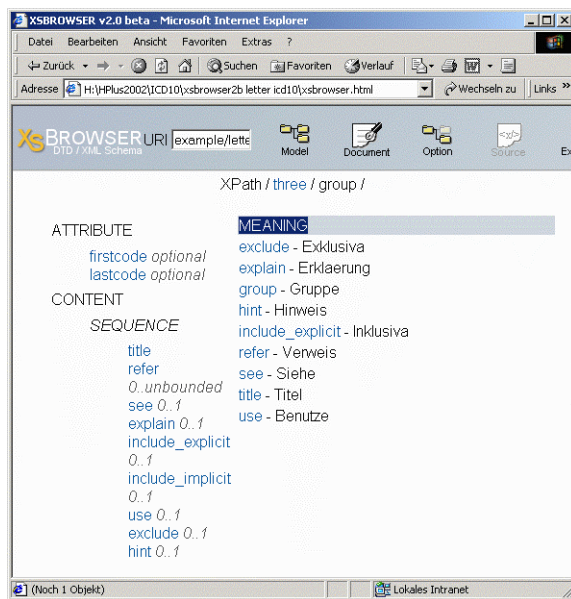 XSBROWSER v2.0 beta - Microsoft Internet Explorer
Datei Bearbeiten Ansicht Favoriten Extras ?
Zurück Suchen Favoriten Verlauf
Adresse H:\HPlus2002\ICD10\xsbrowser2b letter icd10\xsbrowser.html Wechseln zu Links »
XSBROWSER URI example/lette
DTD / XML Schema
Model Document Option Source Ex
XPath / three / group /
ATTRIBUTE
firstcode optional
lastcode optional
CONTENT
SEQUENCE
title
refer
0..unbounded
see 0..1
explain 0..1
include_explicit
0..1
include_implicit
0..1
use 0..1
exclude 0..1
hint 0..1
MEANING
exclude - Exklusiva
explain - Erklaerung
group - Gruppe
hint - Hinweis
include_explicit - Inklusiva
refer - Verweis
see - Siehe
title - Titel
use - Benutze
(Noch 1 Objekt) Lokales Intranet